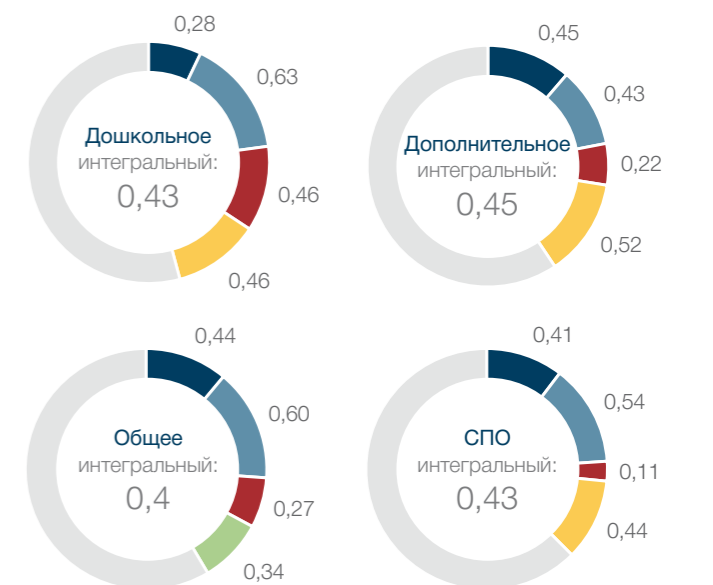 0,28
0,63
Дошкольное
интегральный:
0,43
0,46
0,46
0,45
0,43
Дополнительное
интегральный:
0,45
0,22
0,52
0,44
0,60
Общее
интегральный:
0,4
0,27
0,34
0,41
0,54
СПО
интегральный:
0,43
0,11
0,44